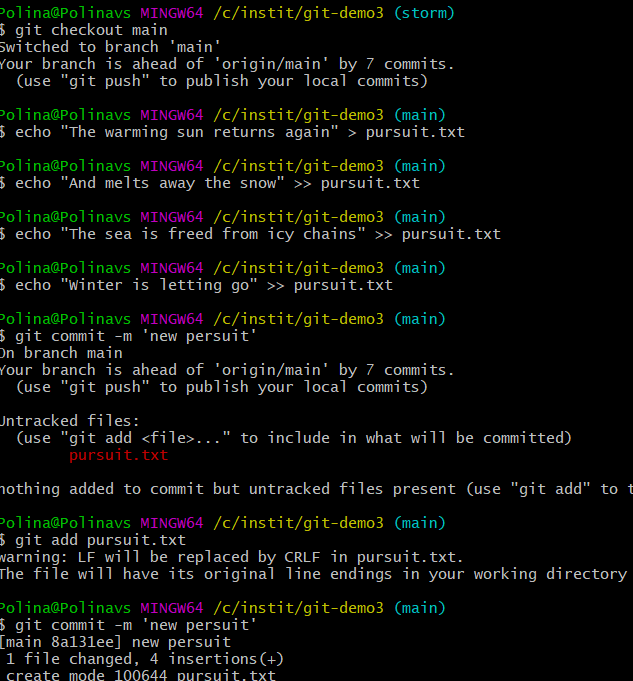 Polina@Polinavs MINGW64 /c/instit/git-demo3 (storm)
$ git checkout main
Switched to branch 'main'
Your branch is ahead of 'origin/main' by 7 commits.
  (use "git push" to publish your local commits)
Polina@Polinavs MINGW64 /c/instit/git-demo3 (main)
$ echo "The warming sun returns again" > pursuit.txt
Polina@Polinavs MINGW64 /c/instit/git-demo3 (main)
$ echo "And melts away the snow" >> pursuit.txt
Polina@Polinavs MINGW64 /c/instit/git-demo3 (main)
$ echo "The sea is freed from icy chains" >> pursuit.txt
Polina@Polinavs MINGW64 /c/instit/git-demo3 (main)
$ echo "Winter is letting go" >> pursuit.txt
Polina@Polinavs MINGW64 /c/instit/git-demo3 (main)
$ git commit -m 'new persuit'
On branch main
Your branch is ahead of 'origin/main' by 7 commits.
  (use "git push" to publish your local commits)
Untracked files:
  (use "git add <file>..." to include in what will be committed)
        pursuit.txt
nothing added to commit but untracked files present (use "git add" to t
Polina@Polinavs MINGW64 /c/instit/git-demo3 (main)
$ git add pursuit.txt
warning: LF will be replaced by CRLF in pursuit.txt.
The file will have its original line endings in your working directory
Polina@Polinavs MINGW64 /c/instit/git-demo3 (main)
$ git commit -m 'new persuit'
[main 8a131ee] new persuit
 1 file changed, 4 insertions(+)
 create mode 100644 pursuit.txt